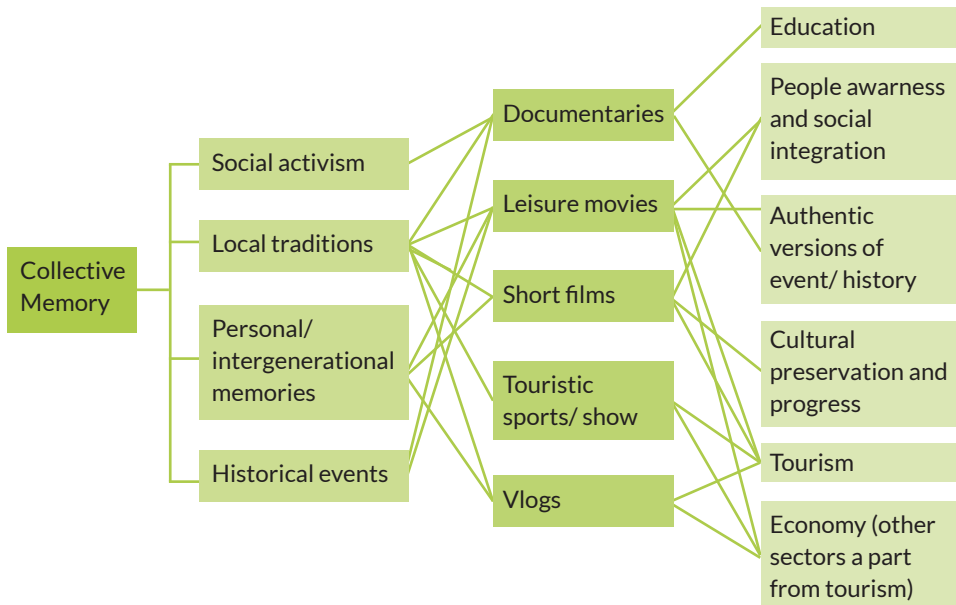 Collective
Memory
Social activism
Local traditions
Personal/
intergenerational
memories
Historical events
Documentaries
Leisure movies
Short films
Touristic
sports/ show
Vlogs
Education
People awarness
and social
integration
Authentic
versions of
event/ history
Cultural
preservation and
progress
Tourism
Economy (other
sectors a part
from tourism)